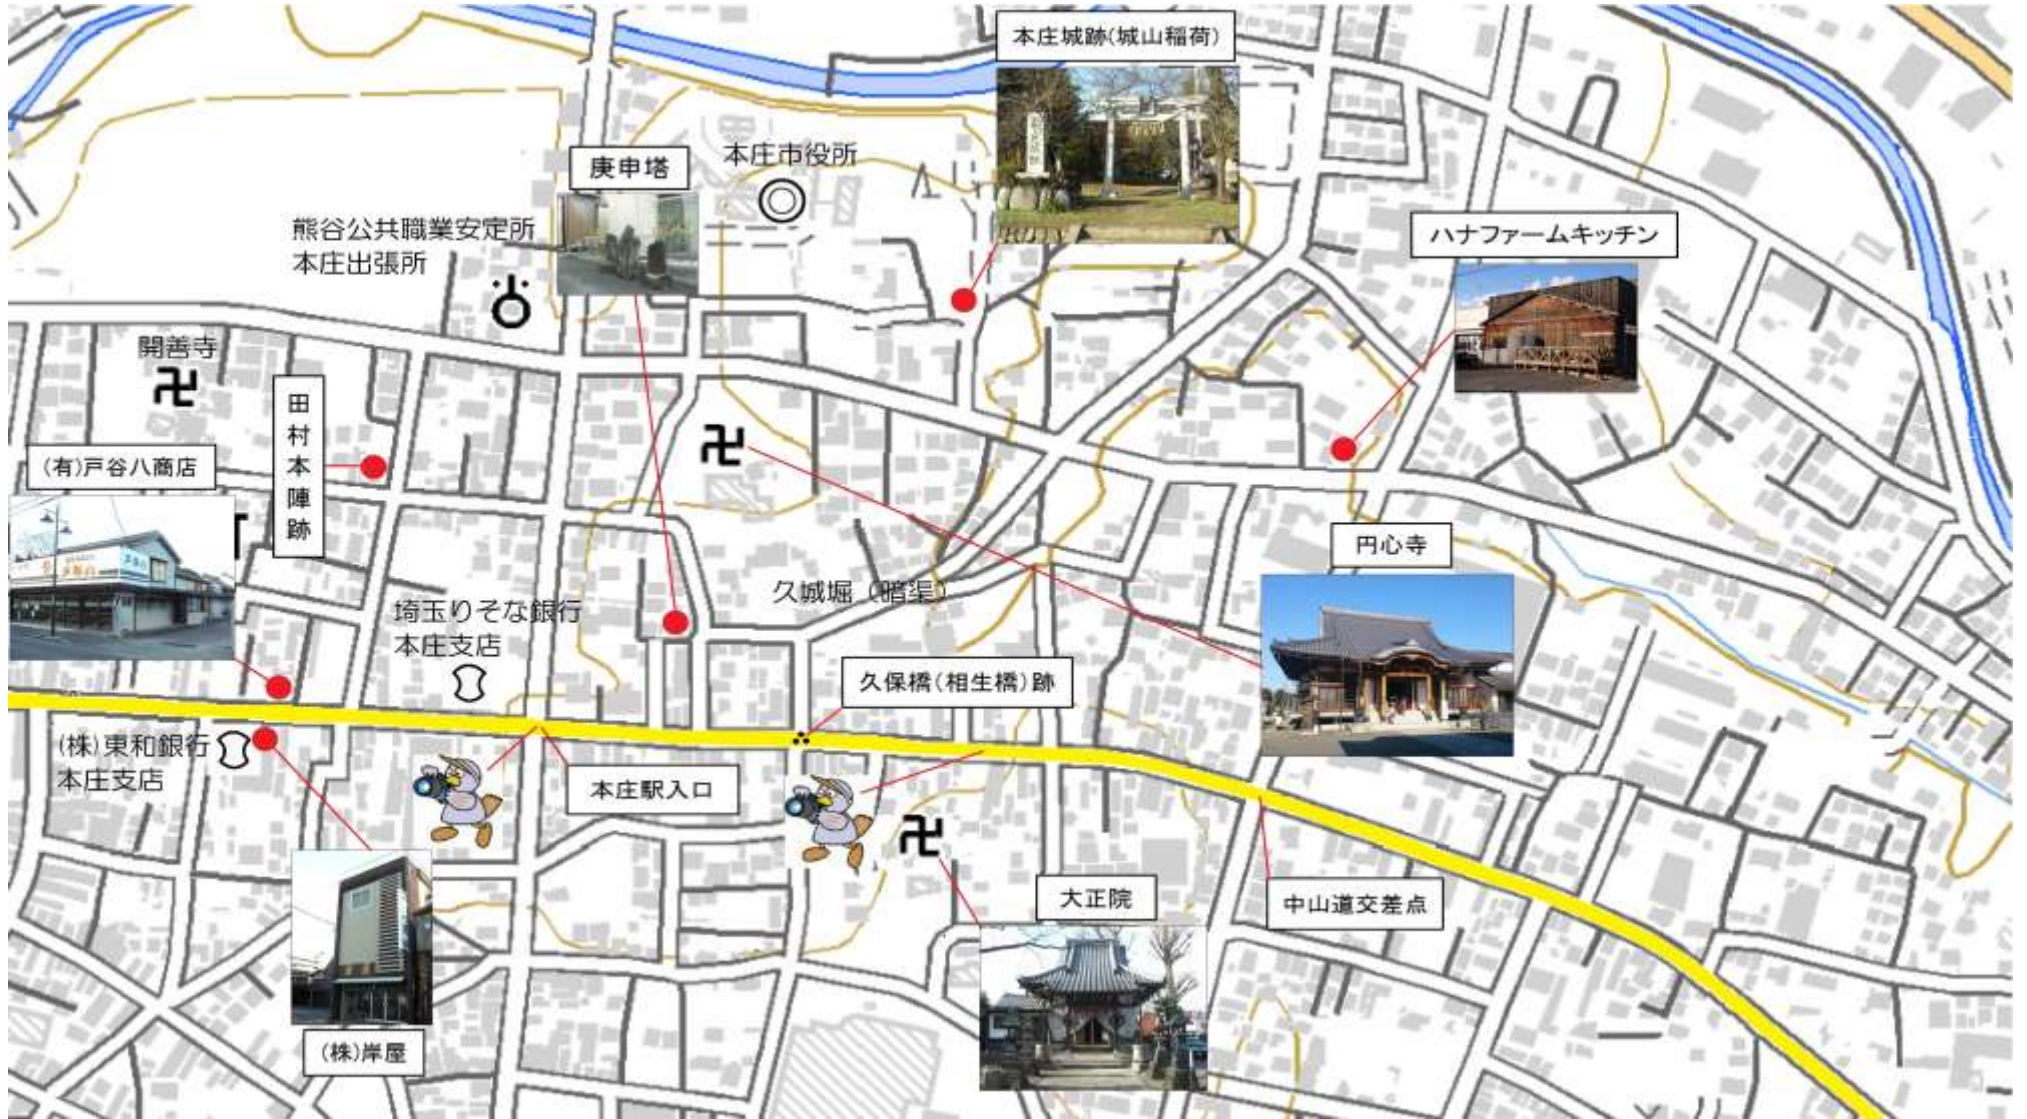 本庄城跡(城山稲荷)
庚申塔
本庄市役所
熊谷公共職業安定所
本庄出張所
ハナファームキッチン
開善寺
田村本陣跡
(有)戸谷八商店
円心寺
久城堀(暗渠)
埼玉りそな銀行
本庄支店
久保橋(相生橋)跡
(株)東和銀行
本庄支店
本庄駅入口
大正院
中山道交差点
(株)岸屋